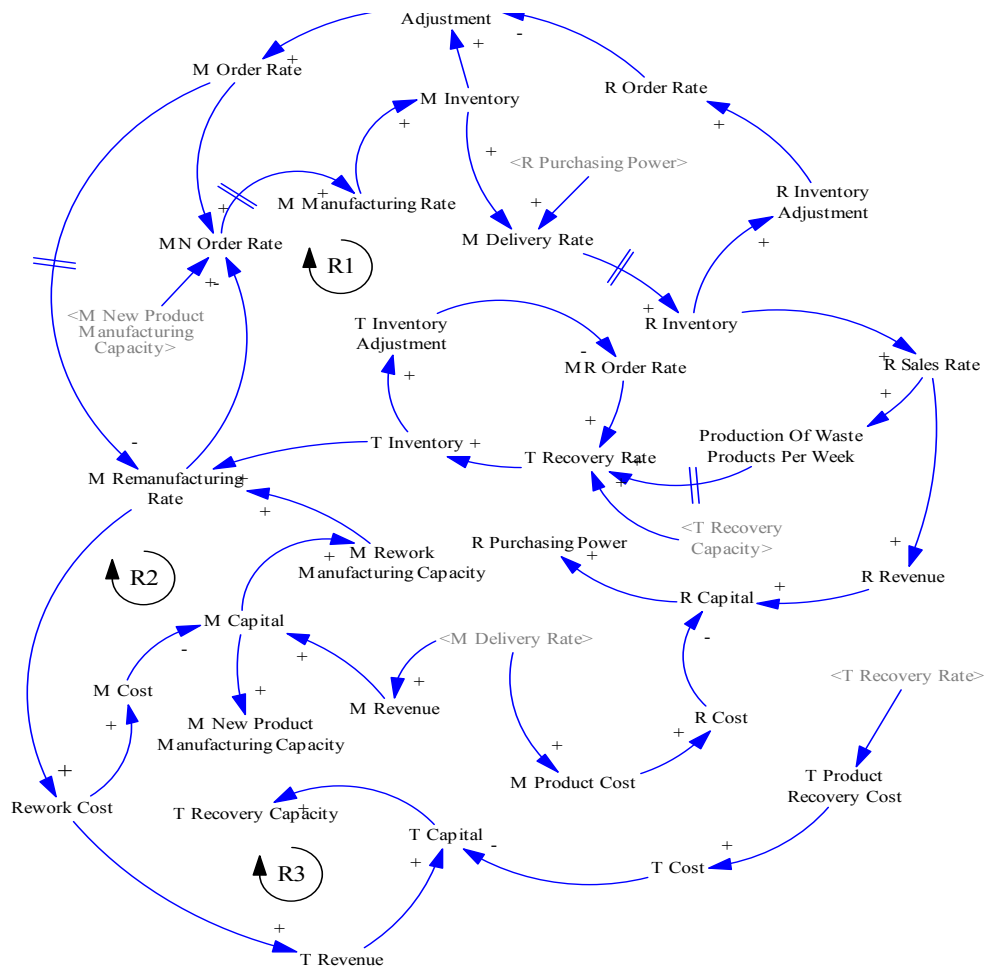 Adjustment
M Order Rate
R Order Rate
M Inventory
<R Purchasing Power>
M Manufacturing Rate
R Inventory
Adjustment
MN Order Rate
R1
M Delivery Rate
<M New Product
Manufacturing
Capacity>
T Inventory
Adjustment
R Inventory
MR Order Rate
R Sales Rate
T Inventory
Production Of Waste
Products Per Week
T Recovery Rate
M Remanufacturing
Rate
<T Recovery
Capacity>
R Purchasing Power
M Rework
Manufacturing Capacity
R2
R Revenue
R Capital
M Capital
<M Delivery Rate>
<T Recovery Rate>
M Cost
M Revenue
R Cost
M New Product
Manufacturing Capacity
M Product Cost
T Product
Recovery Cost
Rework Cost
T Recovery Capacity
T Capital
R3
T Cost
T Revenue